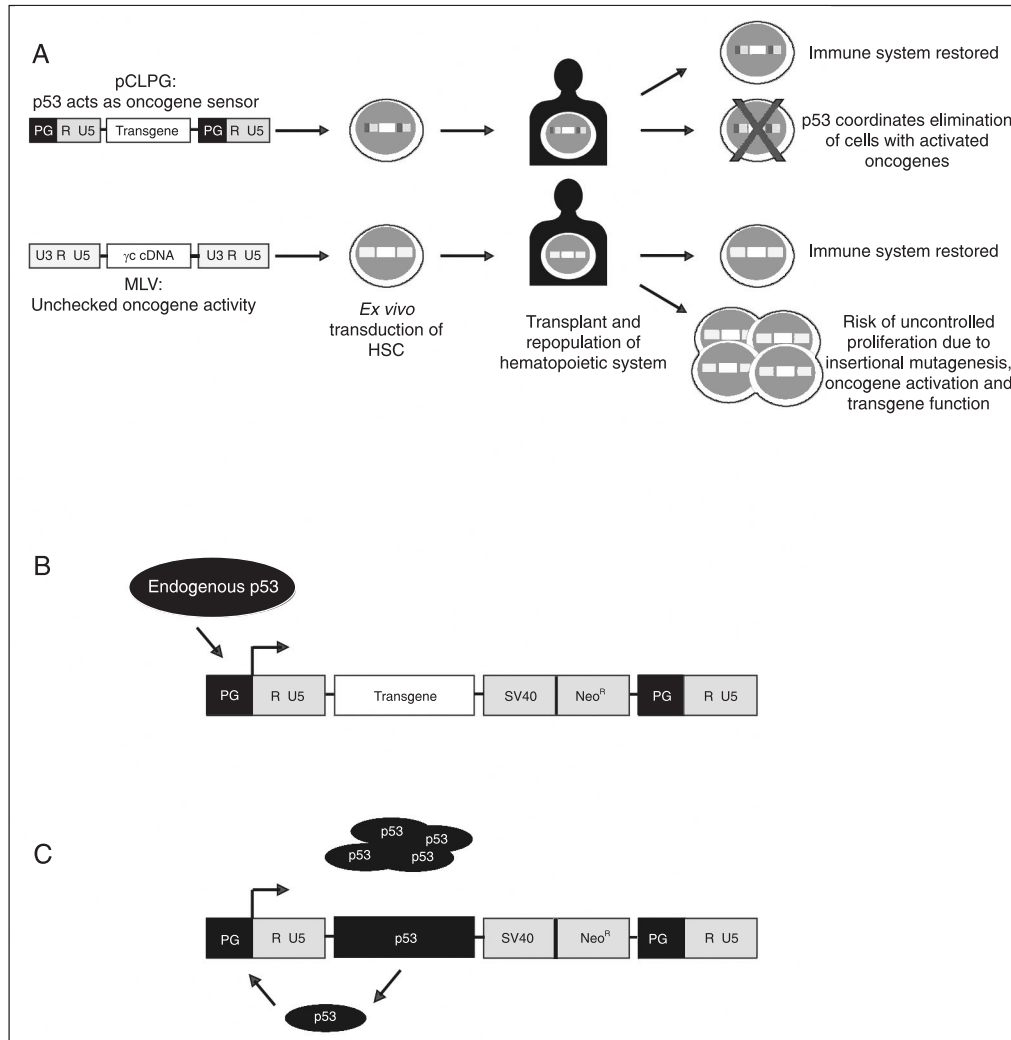 A
pCLPG:
p53 acts as oncogene sensor
PG R U5 Transgene PG R U5
Immune system restored
p53 coordinates elimination
of cells with activated
oncogenes
U3 R U5 γc cDNA U3 R U5
MLV:
Unchecked oncogene activity
Ex vivo
transduction of
HSC
Transplant and
repopulation of
hematopoietic system
Immune system restored
Risk of uncontrolled
proliferation due to
insertional mutagenesis,
oncogene activation and
transgene function
B
Endogenous p53
PG R U5 Transgene SV40 Neo^R PG R U5
C
p53
p53
p53
p53
PG R U5 p53 SV40 Neo^R PG R U5
p53